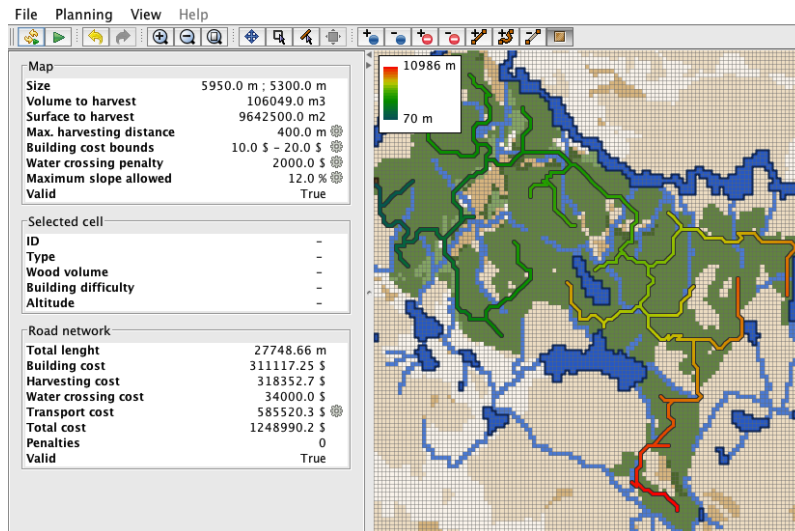 File Planning View Help
Map
Size 5950.0 m ; 5300.0 m
Volume to harvest 106049.0 m3
Surface to harvest 9642500.0 m2
Max. harvesting distance 400.0 m
Building cost bounds 10.0 $ - 20.0 $
Water crossing penalty 2000.0 $
Maximum slope allowed 12.0 %
Valid True
Selected cell
ID -
Type -
Wood volume -
Building difficulty -
Altitude -
Road network
Total lenght 27748.66 m
Building cost 311117.25 $
Harvesting cost 318352.7 $
Water crossing cost 34000.0 $
Transport cost 585520.3 $
Total cost 1248990.2 $
Penalties 0
Valid True
10986 m
70 m